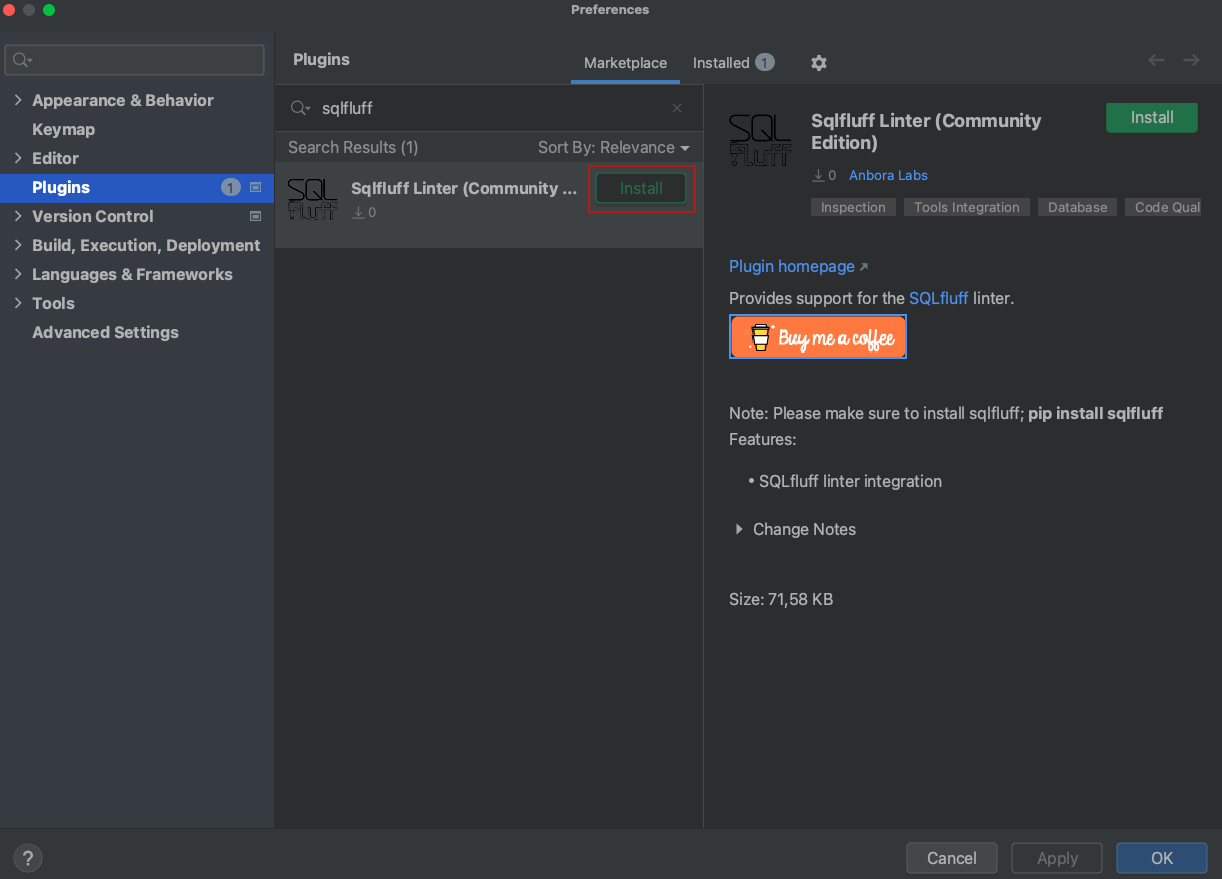 Preferences
Appearance & Behavior
Keymap
Editor
Plugins 1
Version Control
Build, Execution, Deployment
Languages & Frameworks
Tools
Advanced Settings
Plugins
Marketplace Installed 1
sqlfluff
Search Results (1) Sort By: Relevance
SQL fluff
Sqlfluff Linter (Community ... Install
0
SQL fluff
Sqlfluff Linter (Community
Edition)
Install
0 Anbora Labs
Inspection Tools Integration Database Code Qual
Plugin homepage
Provides support for the SQLfluff linter.
Buy me a coffee
Note: Please make sure to install sqlfluff; pip install sqlfluff
Features:
• SQLfluff linter integration
Change Notes
Size: 71,58 KB
? Cancel Apply OK